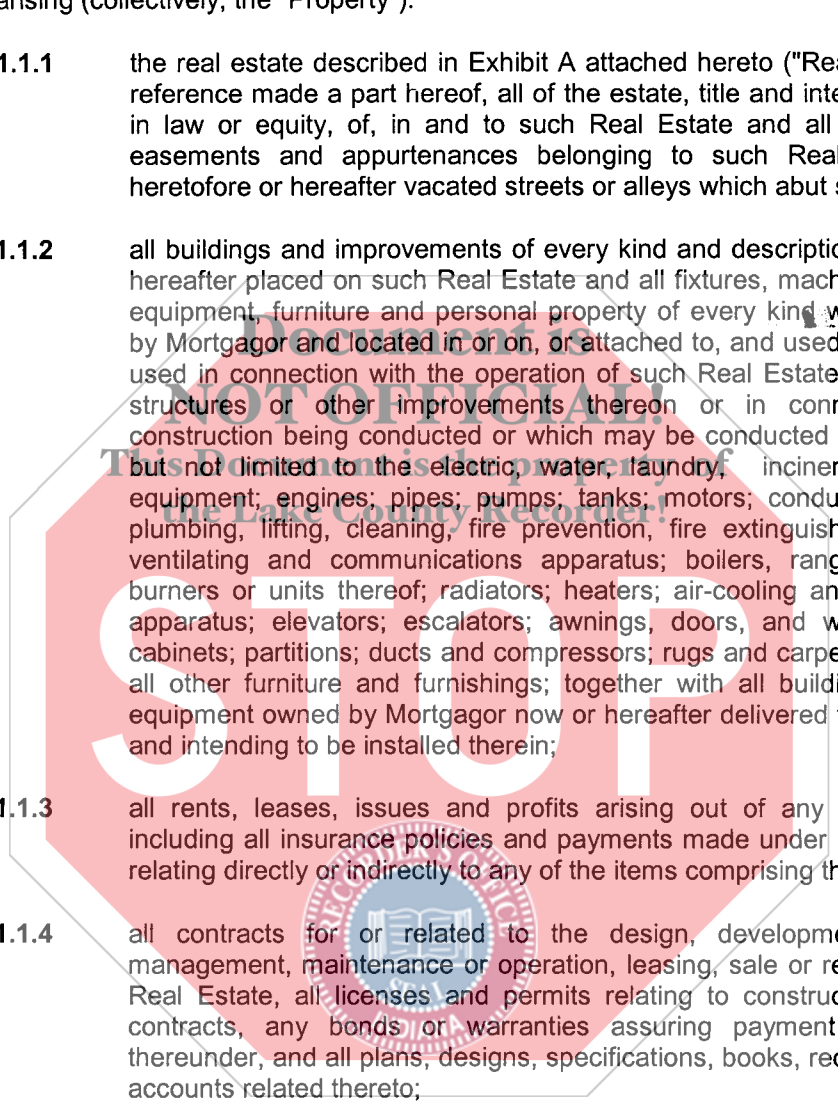 arising (collectively, the "Property"):
1.1.1 the real estate described in Exhibit A attached hereto ("Rea
reference made a part hereof, all of the estate, title and inte
in law or equity, of, in and to such Real Estate and all
easements and appurtenances belonging to such Real
heretofore or hereafter vacated streets or alleys which abut s
1.1.2 all buildings and improvements of every kind and descriptio
hereafter placed on such Real Estate and all fixtures, mach
equipment, furniture and personal property of every kind w
by Mortgagor and located in or on, or attached to, and used
used in connection with the operation of such Real Estate
structures or other improvements thereon or in conn
construction being conducted or which may be conducted
but not limited to the electric, water, laundry, inciner
equipment; engines; pipes; pumps; tanks; motors; condu
plumbing, lifting, cleaning, fire prevention, fire extinguish
ventilating and communications apparatus; boilers, rang
burners or units thereof; radiators; heaters; air-cooling an
apparatus; elevators; escalators; awnings, doors, and w
cabinets; partitions; ducts and compressors; rugs and carpe
all other furniture and furnishings; together with all buildi
equipment owned by Mortgagor now or hereafter delivered t
and intending to be installed therein;
1.1.3 all rents, leases, issues and profits arising out of any
including all insurance policies and payments made under
relating directly or indirectly to any of the items comprising th
1.1.4 all contracts for or related to the design, developme
management, maintenance or operation, leasing, sale or re
Real Estate, all licenses and permits relating to construc
contracts, any bonds or warranties assuring payment
thereunder, and all plans, designs, specifications, books, rec
accounts related thereto;
Document is
NOT OFFICIAL!
This Document is the property of
the Lake County Recorder!
STOP
RECORDER'S OFFICE
SEAL
INDIANA